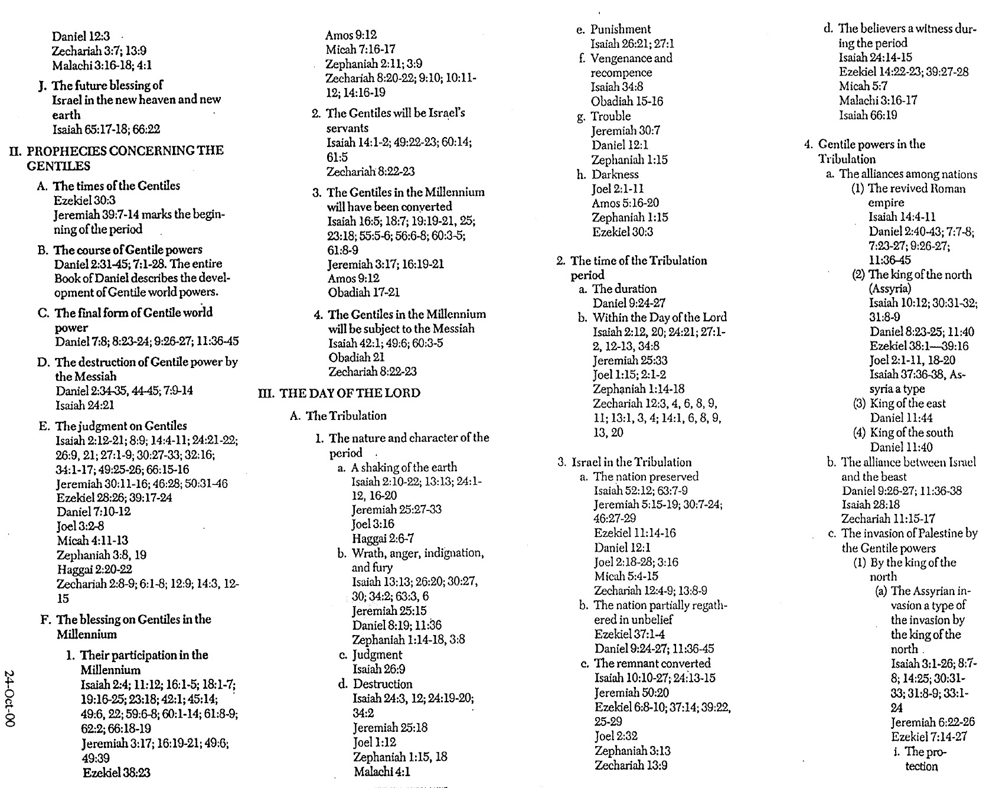 Daniel 12:3
Zechariah 3:7; 13:9
Malachi 3:16-18; 4:1
J. The future blessing of
Israel in the new heaven and new
earth
Isaiah 65:17-18; 66:22
II. PROPHECIES CONCERNING THE
GENTILES
A. The times of the Gentiles
Ezekiel 30:3
Jeremiah 39:7-14 marks the begin-
ning of the period
B. The course of Gentile powers
Daniel 2:31-45; 7:1-28. The entire
Book of Daniel describes the devel-
opment of Gentile world powers.
C. The final form of Gentile world
power
Daniel 7:8; 8:23-24; 9:26-27; 11:36-45
D. The destruction of Gentile power by
the Messiah
Daniel 2:34-35, 44-45; 7:9-14
Isaiah 24:21
E. The judgment on Gentiles
Isaiah 2:12-21; 8:9; 14:4-11; 24:21-22;
26:9, 21; 27:1-9; 30:27-33; 32:16;
34:1-17; 49:25-26; 66:15-16
Jeremiah 30:11-16; 46:28; 50:31-46
Ezekiel 28:26; 39:17-24
Daniel 7:10-12
Joel 3:2-8
Micah 4:11-13
Zephaniah 3:8, 19
Haggai 2:20-22
Zechariah 2:8-9; 6:1-8; 12:9; 14:3, 12-
15
F. The blessing on Gentiles in the
Millennium
1. Their participation in the
Millennium
Isaiah 2:4; 11:12; 16:1-5; 18:1-7;
19:16-25; 23:18; 42:1; 45:14;
49:6, 22; 59:6-8; 60:1-14; 61:8-9;
62:2; 66:18-19
Jeremiah 3:17; 16:19-21; 49:6;
49:39
Ezekiel 38:23
Amos 9:12
Micah 7:16-17
Zephaniah 2:11; 3:9
Zechariah 8:20-22; 9:10; 10:11-
12; 14:16-19
2. The Gentiles will be Israel's
servants
Isaiah 14:1-2; 49:22-23; 60:14;
61:5
Zechariah 8:22-23
3. The Gentiles in the Millennium
will have been converted
Isaiah 16:5; 18:7; 19:19-21, 25;
23:18; 55:5-6; 56:6-8; 60:3-5;
61:8-9
Jeremiah 3:17; 16:19-21
Amos 9:12
Obadiah 17-21
4. The Gentiles in the Millennium
will be subject to the Messiah
Isaiah 42:1; 49:6; 60:3-5
Obadiah 21
Zechariah 8:22-23
III. THE DAY OF THE LORD
A. The Tribulation
1. The nature and character of the
period
a. A shaking of the earth
Isaiah 2:10-22; 13:13; 24:1-
12, 16-20
Jeremiah 25:27-33
Joel 3:16
Haggai 2:6-7
b. Wrath, anger, indignation,
and fury
Isaiah 13:13; 26:20; 30:27,
30; 34:2; 63:3, 6
Jeremiah 25:15
Daniel 8:19; 11:36
Zephaniah 1:14-18, 3:8
c. Judgment
Isaiah 26:9
d. Destruction
Isaiah 24:3, 12; 24:19-20;
34:2
Jeremiah 25:18
Joel 1:12
Zephaniah 1:15, 18
Malachi 4:1
e. Punishment
Isaiah 26:21; 27:1
f. Vengenance and
recompence
Isaiah 34:8
Obadiah 15-16
g. Trouble
Jeremiah 30:7
Daniel 12:1
Zephaniah 1:15
h. Darkness
Joel 2:1-11
Amos 5:16-20
Zephaniah 1:15
Ezekiel 30:3
2. The time of the Tribulation
period
a. The duration
Daniel 9:24-27
b. Within the Day of the Lord
Isaiah 2:12, 20; 24:21; 27:1-
2, 12-13, 34:8
Jeremiah 25:33
Joel 1:15; 2:1-2
Zephaniah 1:14-18
Zechariah 12:3, 4, 6, 8, 9,
11; 13:1, 3, 4; 14:1, 6, 8, 9,
13, 20
3. Israel in the Tribulation
a. The nation preserved
Isaiah 52:12; 63:7-9
Jeremiah 5:15-19; 30:7-24;
46:27-29
Ezekiel 11:14-16
Daniel 12:1
Joel 2:18-28; 3:16
Micah 5:4-15
Zechariah 12:4-9; 13:8-9
b. The nation partially regath-
ered in unbelief
Ezekiel 37:1-4
Daniel 9:24-27; 11:36-45
c. The remnant converted
Isaiah 10:10-27; 24:13-15
Jeremiah 50:20
Ezekiel 6:8-10; 37:14; 39:22,
25-29
Joel 2:32
Zephaniah 3:13
Zechariah 13:9
d. The believers a witness dur-
ing the period
Isaiah 24:14-15
Ezekiel 14:22-23; 39:27-28
Micah 5:7
Malachi 3:16-17
Isaiah 66:19
4. Gentile powers in the
Tribulation
a. The alliances among nations
(1) The revived Roman
empire
Isaiah 14:4-11
Daniel 2:40-43; 7:7-8;
7:23-27; 9:26-27;
11:36-45
(2) The king of the north
(Assyria)
Isaiah 10:12; 30:31-32;
31:8-9
Daniel 8:23-25; 11:40
Ezekiel 38:1—39:16
Joel 2:1-11, 18-20
Isaiah 37:36-38, As-
syria a type
(3) King of the east
Daniel 11:44
(4) King of the south
Daniel 11:40
b. The alliance between Israel
and the beast
Daniel 9:26-27; 11:36-38
Isaiah 28:18
Zechariah 11:15-17
c. The invasion of Palestine by
the Gentile powers
(1) By the king of the
north
(a) The Assyrian in-
vasion a type of
the invasion by
the king of the
north
Isaiah 3:1-26; 8:7-
8; 14:25; 30:31-
33; 31:8-9; 33:1-
24
Jeremiah 6:22-26
Ezekiel 7:14-27
i. The pro-
tection
24-Oct-00